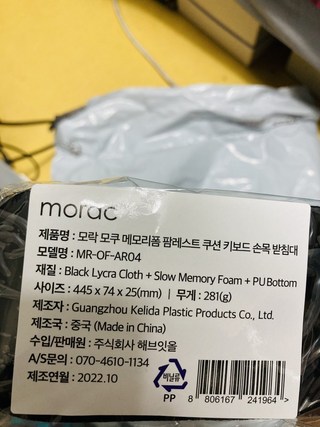 morac
제품명 : 모락 모쿠 메모리폼 팜레스트 쿠션 키보드 손목 받침대
모델명 : MR-OF-AR04
재질 : Black Lycra Cloth + Slow Memory Foam + PU Bottom
사이즈 : 445 x 74 x 25(mm) | 무게 : 281(g)
제조자 : Guangzhou Kelida Plastic Products Co., Ltd.
제조국 : 중국 (Made in China)
수입/판매원 : 주식회사 해브잇올
A/S문의 : 070-4610-1134
제조연월 : 2022.10
비닐류
PP
8 806167 241964 >